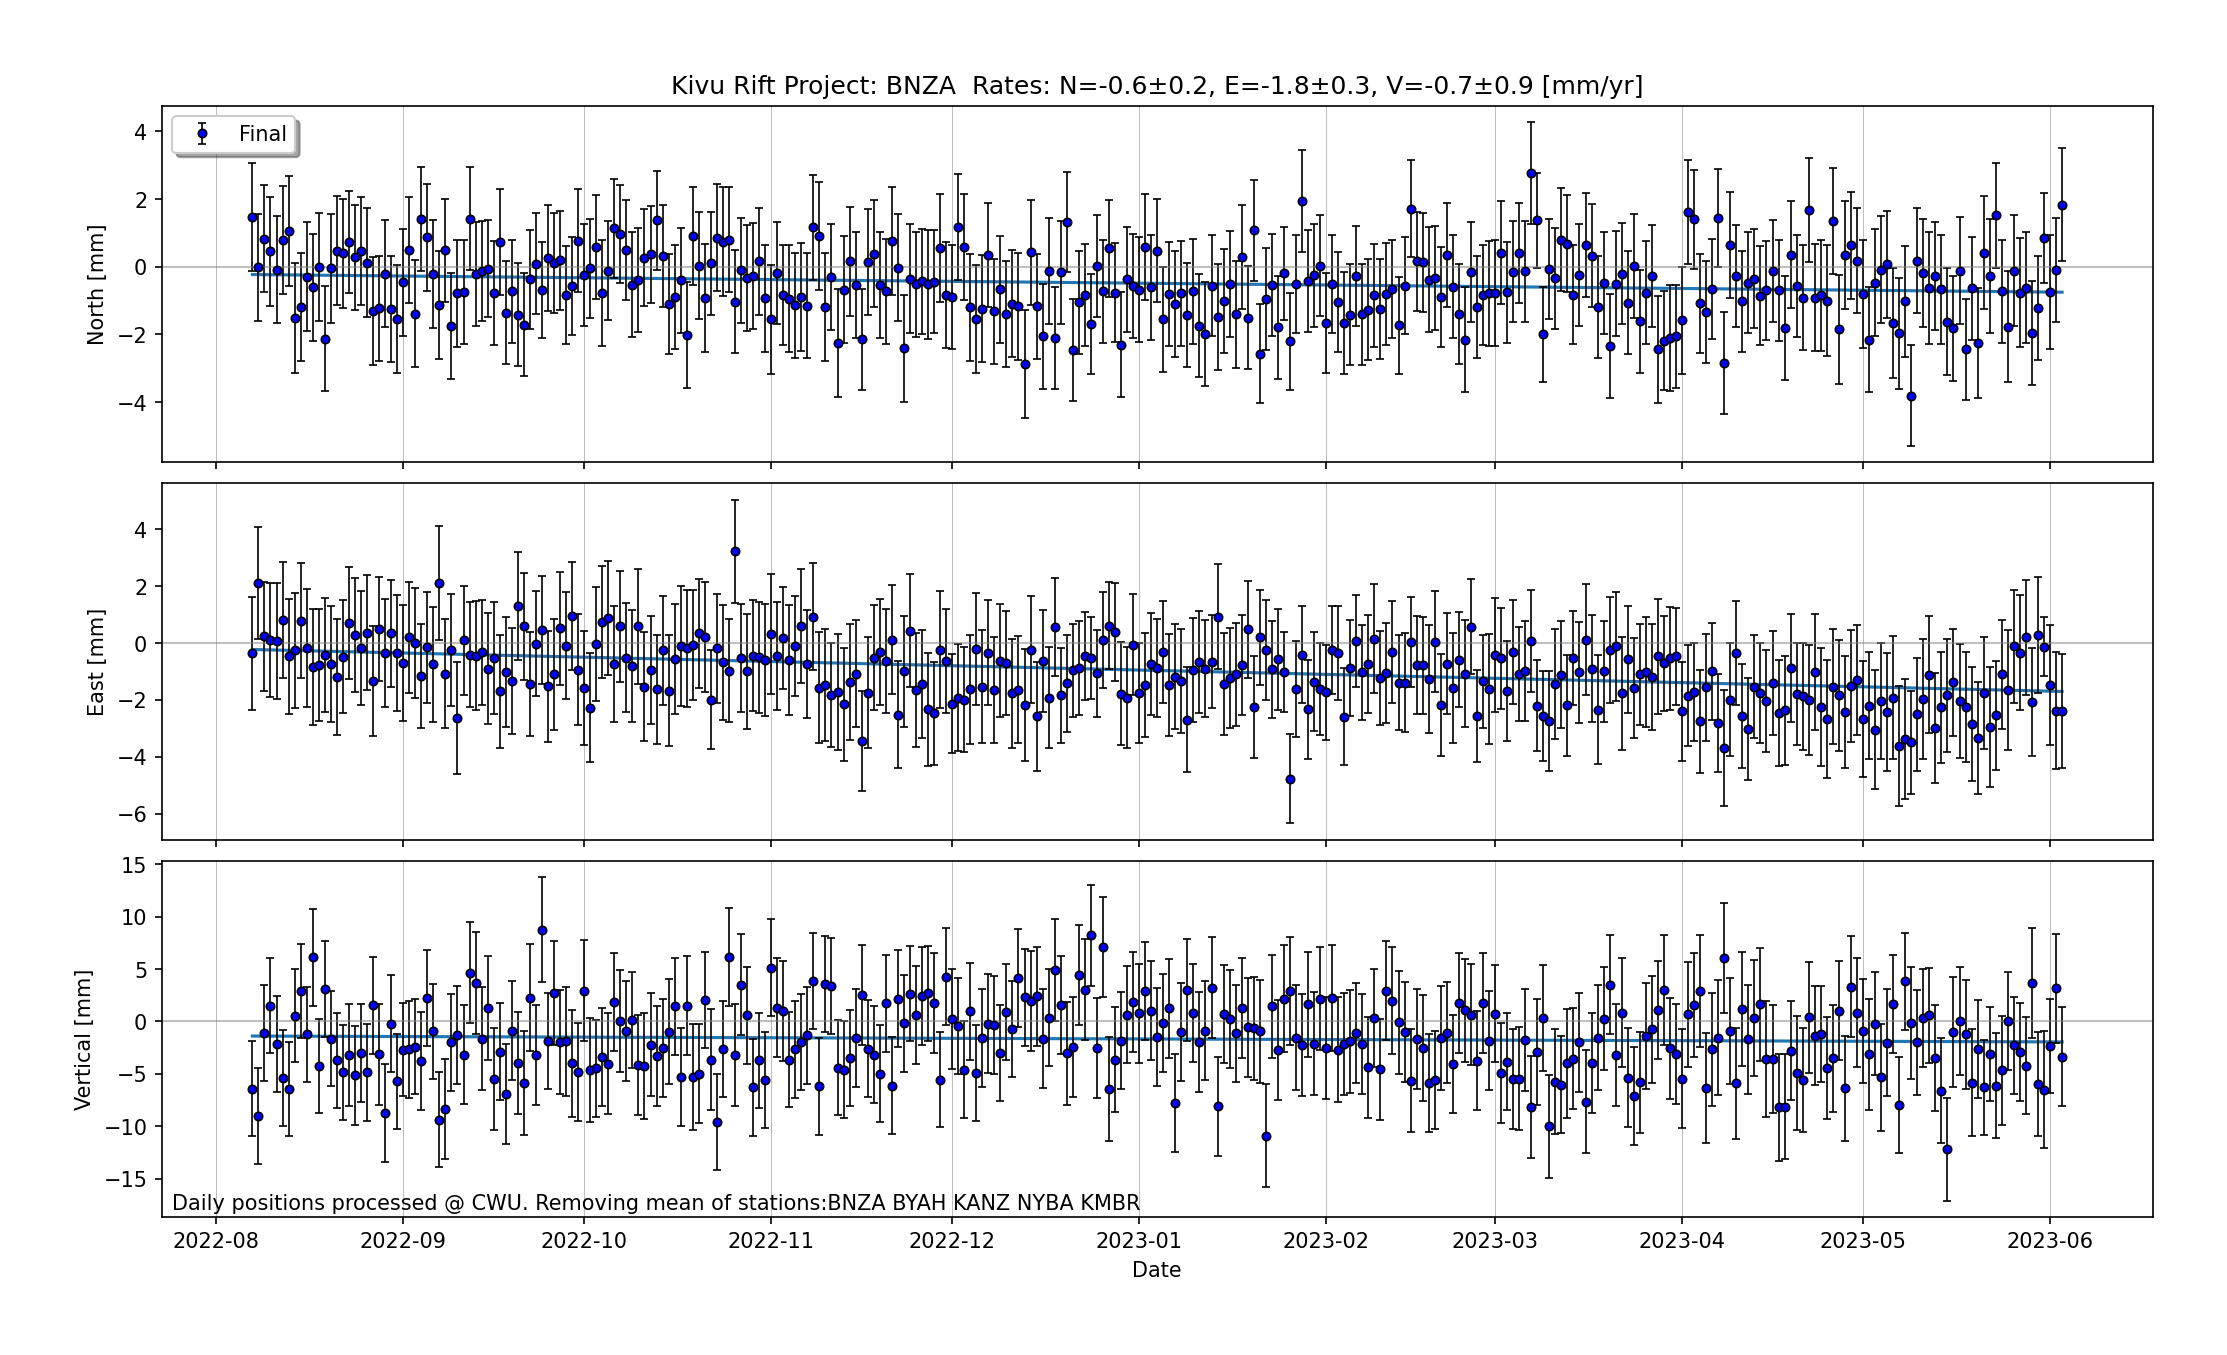 Kivu Rift Project: BNZA  Rates: N=-0.6±0.2, E=-1.8±0.3, V=-0.7±0.9 [mm/yr]
Final
North [mm]
4
2
0
−2
−4
East [mm]
4
2
0
−2
−4
−6
Vertical [mm]
15
10
5
0
−5
−10
−15
Daily positions processed @ CWU. Removing mean of stations:BNZA BYAH KANZ NYBA KMBR
2022-08 2022-09 2022-10 2022-11 2022-12 2023-01 2023-02 2023-03 2023-04 2023-05 2023-06
Date